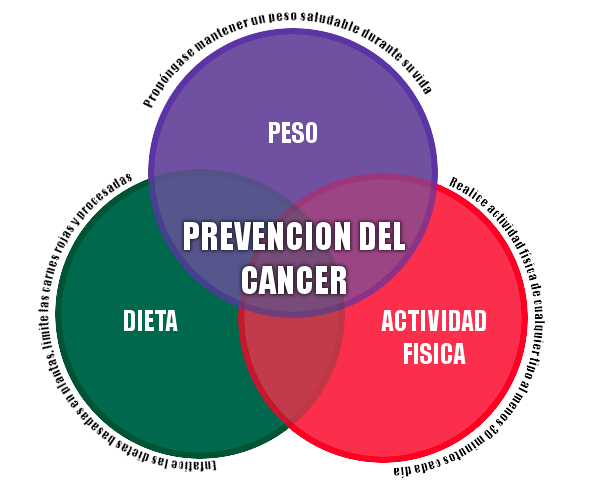 Propóngase mantener un peso saludable durante su vida
PESO
PREVENCION DEL
CANCER
DIETA
Enfatice las dietas basadas en plantas, limite las carnes rojas y procesadas
ACTIVIDAD
FISICA
Realice actividad física de cualquier tipo al menos 30 minutos cada día